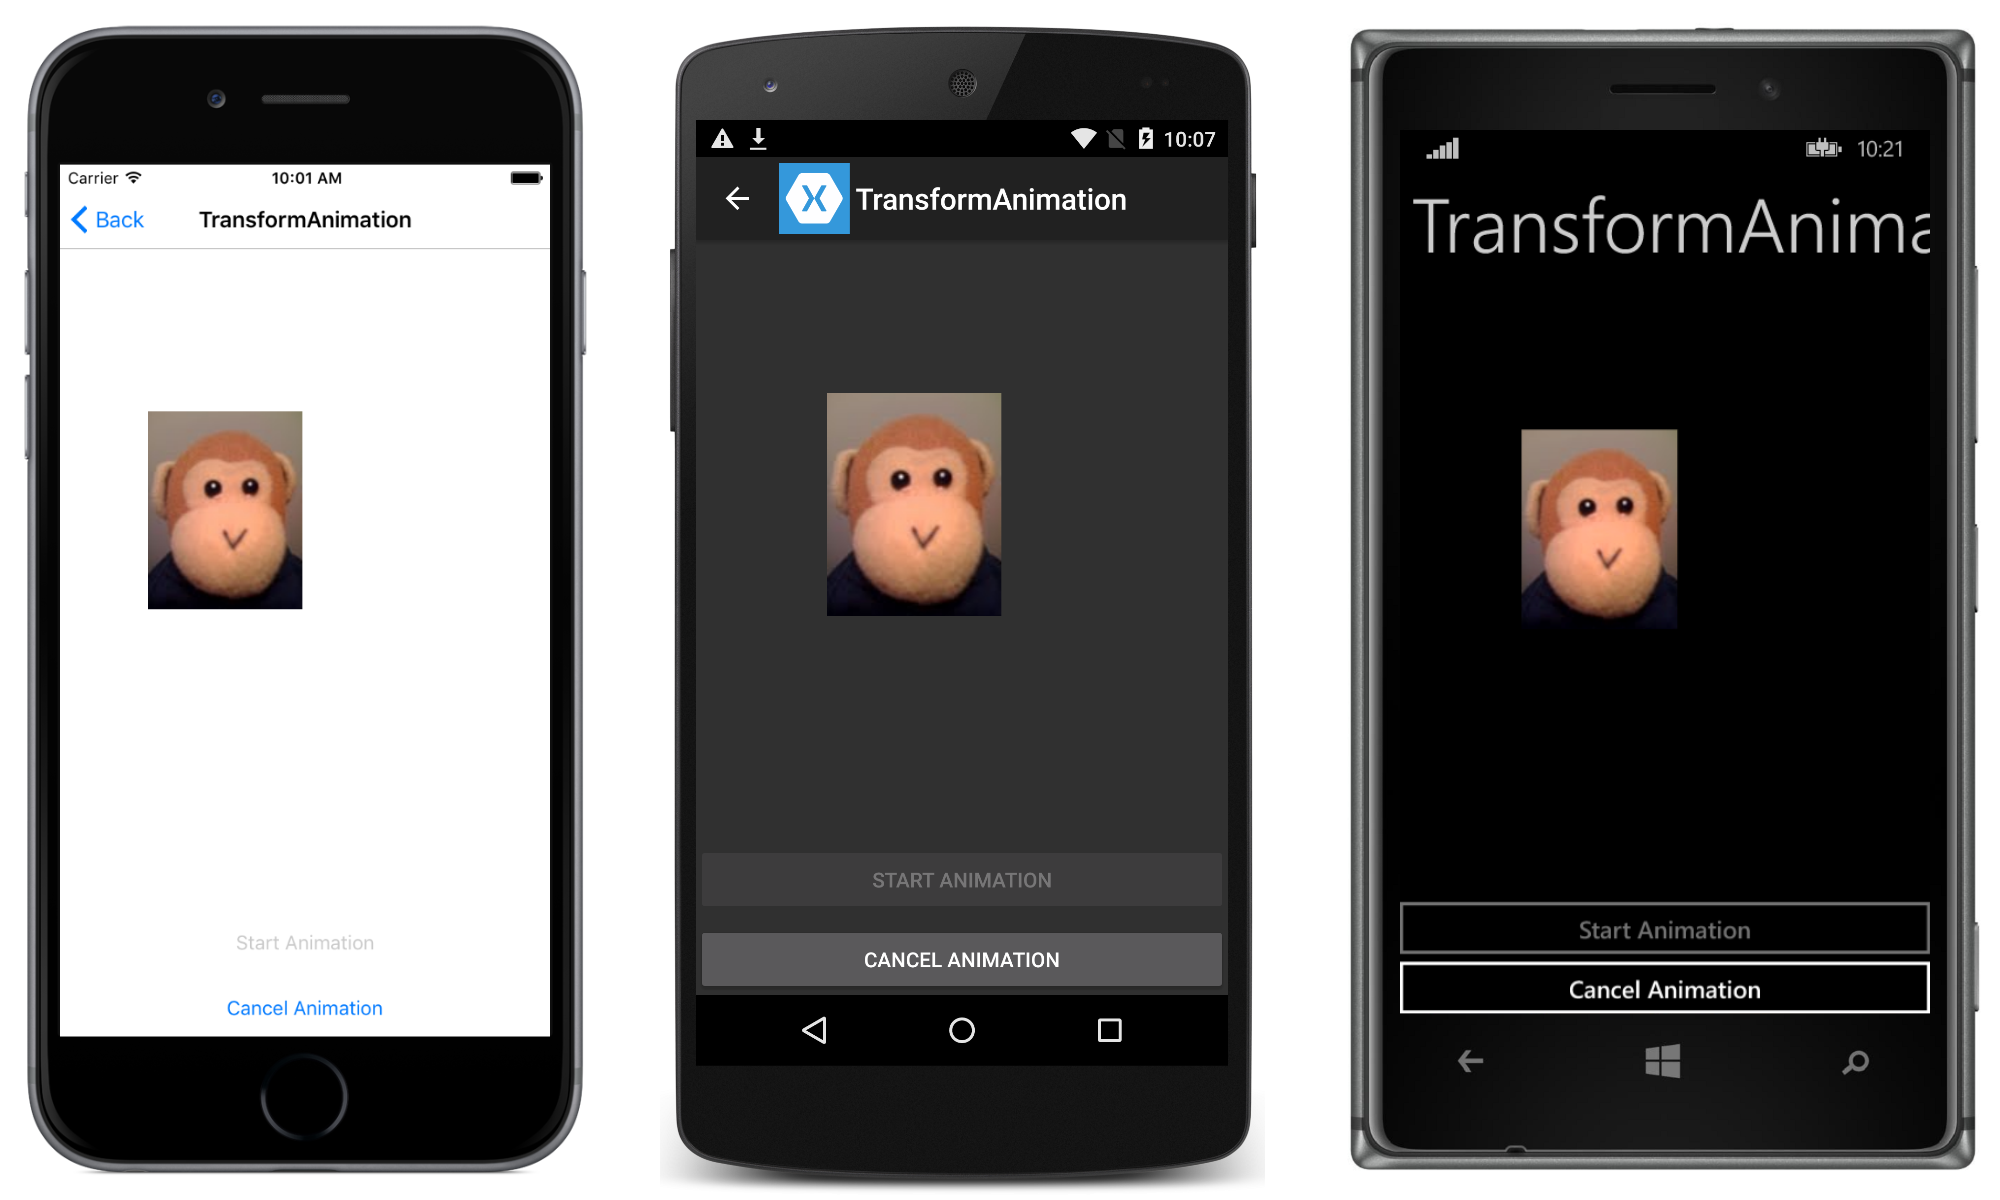 Carrier 10:01 AM
Back TransformAnimation
Start Animation
Cancel Animation
10:07
TransformAnimation
START ANIMATION
CANCEL ANIMATION
10:21
TransformAnima
Start Animation
Cancel Animation